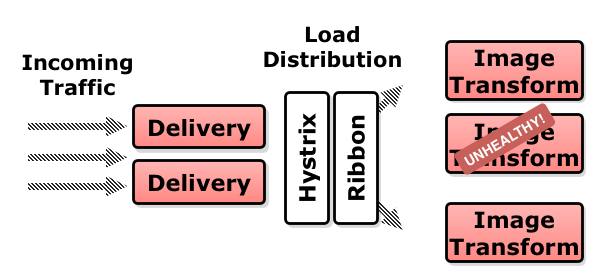 Incoming
Traffic
Delivery
Delivery
Load
Distribution
Hystrix
Ribbon
Image
Transform
Image
Transform
UNHEALTHY!
Image
Transform